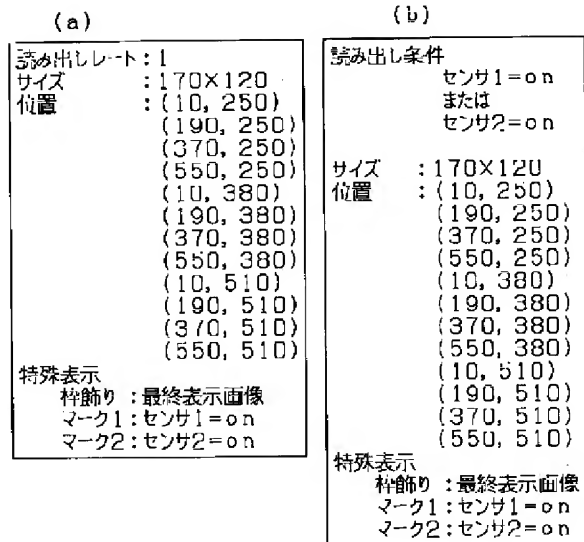 (a)
読み出しレート:1
サイズ :170×120
位置 :(10, 250)
(190, 250)
(370, 250)
(550, 250)
(10, 380)
(190, 380)
(370, 380)
(550, 380)
(10, 510)
(190, 510)
(370, 510)
(550, 510)
特殊表示
枠飾り :最終表示画像
マーク1:センサ1=on
マーク2:センサ2=on
(b)
読み出し条件
センサ1=on
または
センサ2=on
サイズ :170×120
位置 :(10, 250)
(190, 250)
(370, 250)
(550, 250)
(10, 380)
(190, 380)
(370, 380)
(550, 380)
(10, 510)
(190, 510)
(370, 510)
(550, 510)
特殊表示
枠飾り :最終表示画像
マーク1:センサ1=on
マーク2:センサ2=on